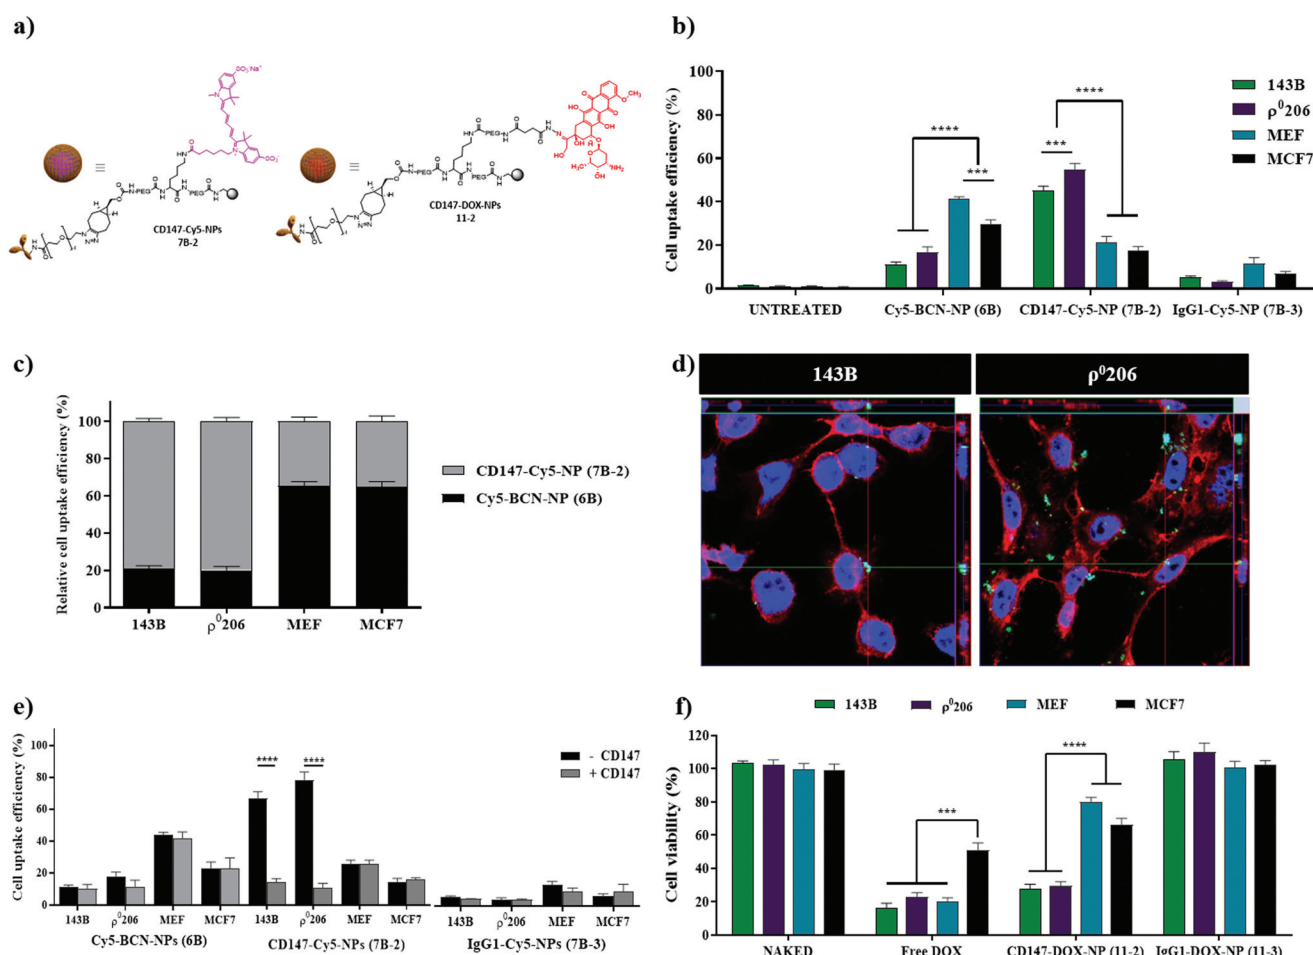 a)
CD147-Cy5-NPs
7B-2
CD147-DOX-NPs
11-2
b)
Cell uptake efficiency (%)
100
80
60
40
20
0
143B
ρ⁰206
MEF
MCF7
****
***
***
****
UNTREATED
Cy5-BCN-NP (6B)
CD147-Cy5-NP (7B-2)
IgG1-Cy5-NP (7B-3)
c)
Relative cell uptake efficiency (%)
100
80
60
40
20
0
143B
ρ⁰206
MEF
MCF7
CD147-Cy5-NP (7B-2)
Cy5-BCN-NP (6B)
d)
143B
ρ⁰206
e)
Cell uptake efficiency (%)
100
80
60
40
20
0
- CD147
+ CD147
****
****
143B
ρ⁰206
MEF
MCF7
143B
ρ⁰206
MEF
MCF7
143B
ρ⁰206
MEF
MCF7
Cy5-BCN-NPs (6B)
CD147-Cy5-NPs (7B-2)
IgG1-Cy5-NPs (7B-3)
f)
143B
ρ⁰206
MEF
MCF7
Cell viability (%)
120
100
80
60
40
20
0
***
****
NAKED
Free DOX
CD147-DOX-NP (11-2)
IgG1-DOX-NP (11-3)